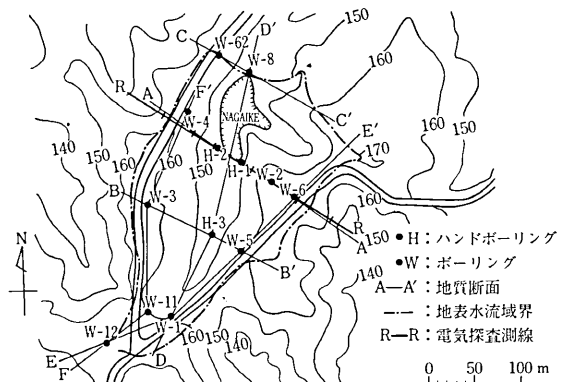 150
160
C
W-62
D′
W-8
R
A
F′
W-4
NAGAIKE
C′
E′
160
150
140
150
160
160
150
H-2
H-1
W-2
W-6
170
160
B
W-3
H-3
W-5
B′
R
150
A′
140
N
W-11
W-12
W-1
D
E
F
160
150
140
●H：ハンドボーリング
●W：ボーリング
A—A′：地質断面
—·—：地表水流域界
R—R：電気探査測線
0 50 100 m